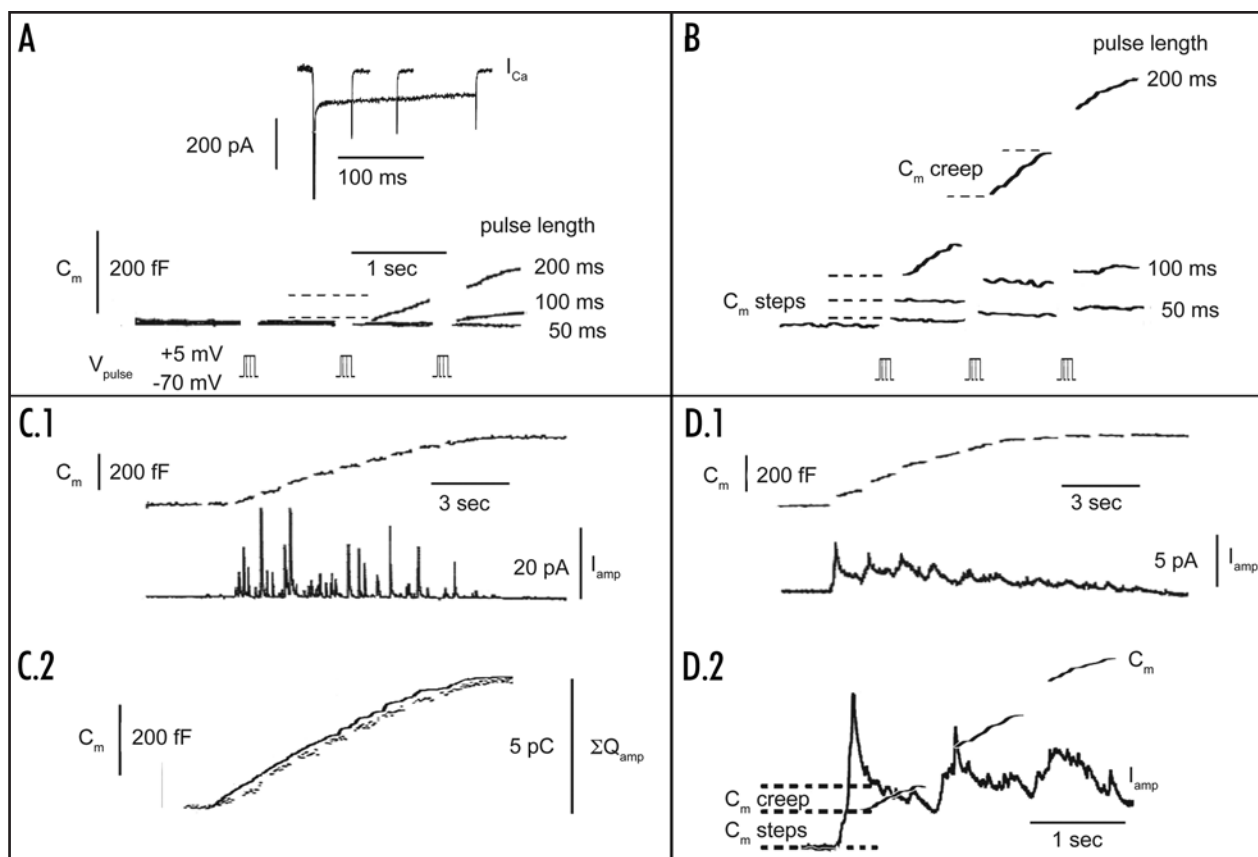 A
I_Ca
200 pA
100 ms
pulse length
C_m 200 fF
1 sec
200 ms
100 ms
50 ms
V_pulse +5 mV
-70 mV
B
pulse length
200 ms
C_m creep
100 ms
C_m steps
50 ms
C.1
C_m 200 fF
3 sec
20 pA I_amp
C.2
C_m 200 fF
5 pC ΣQ_amp
D.1
C_m 200 fF
3 sec
5 pA I_amp
D.2
C_m
C_m creep
I_amp
C_m steps
1 sec